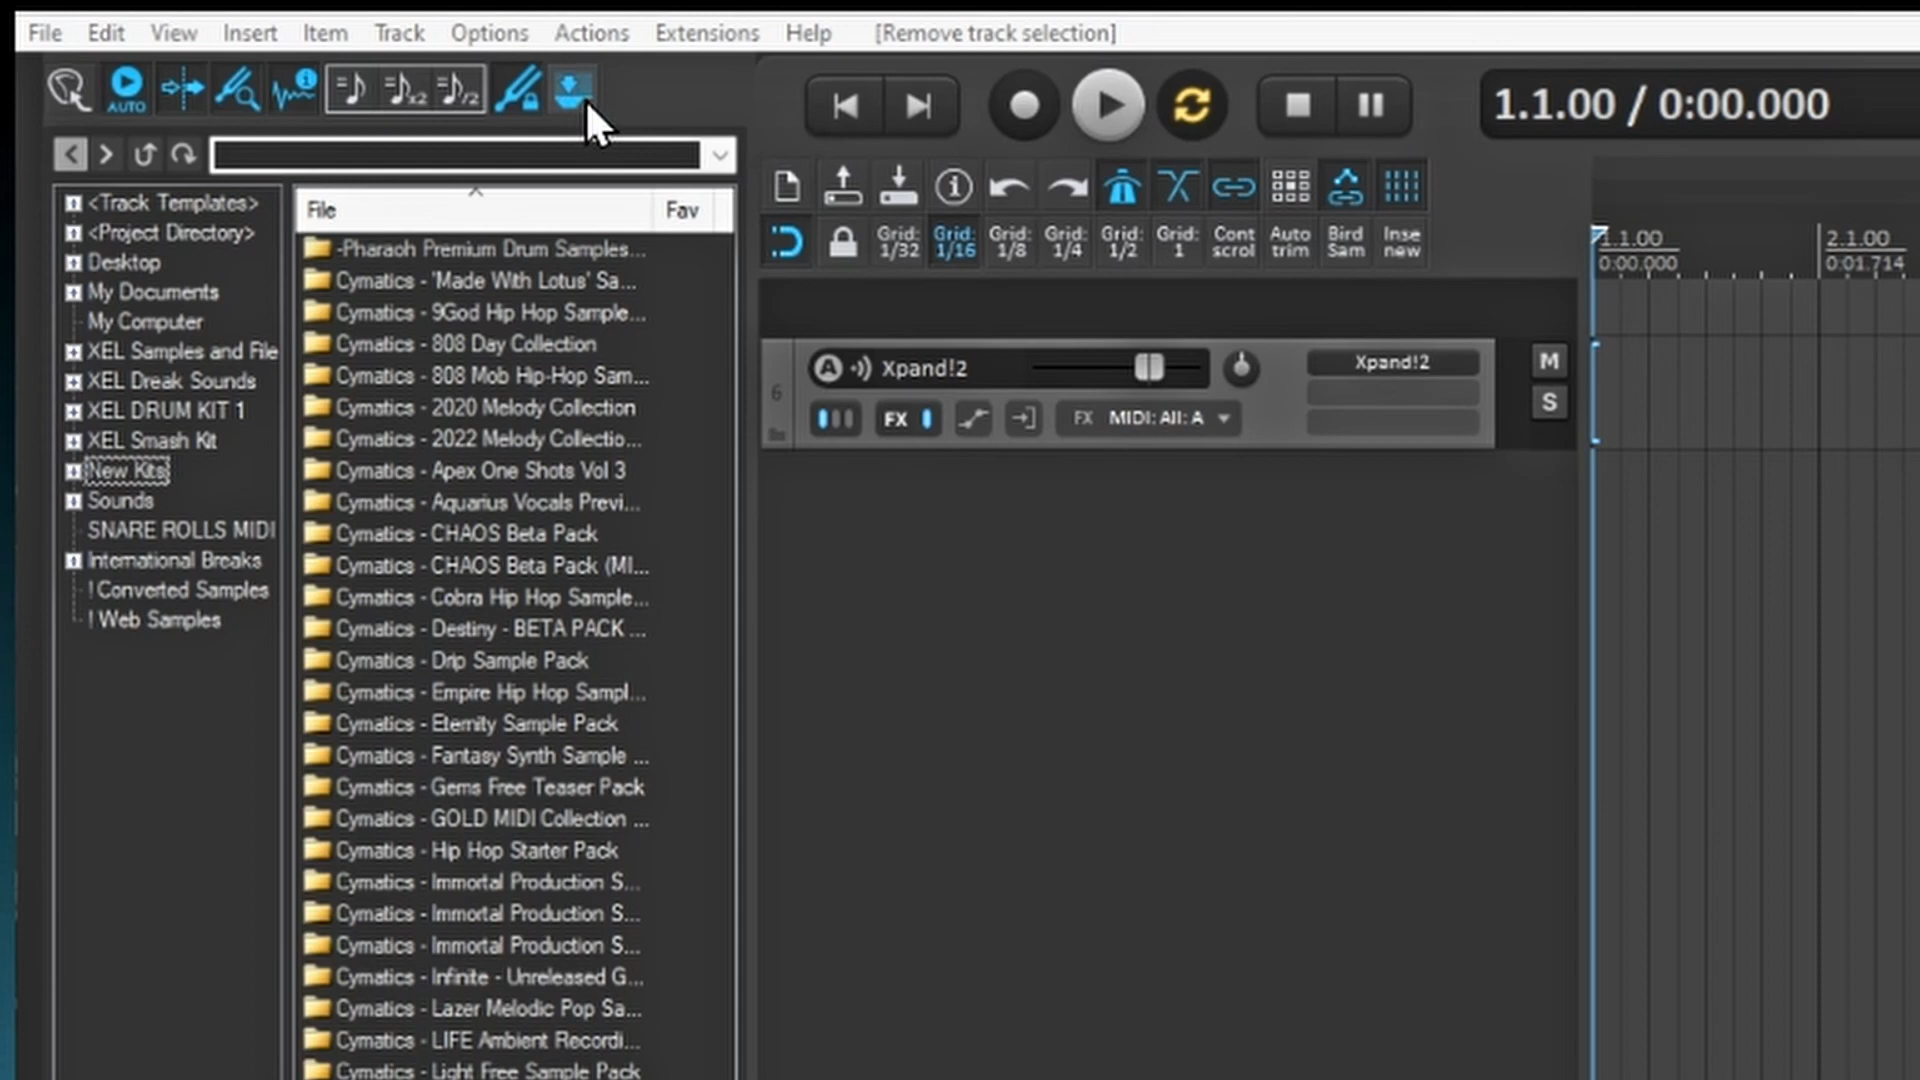 File Edit View Insert Item Track Options Actions Extensions Help [Remove track selection]
AUTO x2 /2
1.1.00 / 0:00.000
File Fav
<Track Templates>
<Project Directory>
Desktop
My Documents
My Computer
XEL Samples and File
XEL Dreak Sounds
XEL DRUM KIT 1
XEL Smash Kit
New Kits
Sounds
SNARE ROLLS MIDI
International Breaks
! Converted Samples
! Web Samples
-Pharaoh Premium Drum Samples...
Cymatics - 'Made With Lotus' Sa...
Cymatics - 9God Hip Hop Sample...
Cymatics - 808 Day Collection
Cymatics - 808 Mob Hip-Hop Sam...
Cymatics - 2020 Melody Collection
Cymatics - 2022 Melody Collectio...
Cymatics - Apex One Shots Vol 3
Cymatics - Aquarius Vocals Previ...
Cymatics - CHAOS Beta Pack
Cymatics - CHAOS Beta Pack (MI...
Cymatics - Cobra Hip Hop Sample...
Cymatics - Destiny - BETA PACK ...
Cymatics - Drip Sample Pack
Cymatics - Empire Hip Hop Sampl...
Cymatics - Eternity Sample Pack
Cymatics - Fantasy Synth Sample ...
Cymatics - Gems Free Teaser Pack
Cymatics - GOLD MIDI Collection ...
Cymatics - Hip Hop Starter Pack
Cymatics - Immortal Production S...
Cymatics - Immortal Production S...
Cymatics - Immortal Production S...
Cymatics - Infinite - Unreleased G...
Cymatics - Lazer Melodic Pop Sa...
Cymatics - LIFE Ambient Recordi...
Cymatics - Light Free Sample Pack
Grid: 1/32
Grid: 1/16
Grid: 1/8
Grid: 1/4
Grid: 1/2
Grid: 1
Cont scrol
Auto trim
Bird Sam
Inse new
1.1.00
0:00.000
2.1.00
0:01.714
6
A Xpand!2
Xpand!2
M
FX FX MIDI: All: A
S